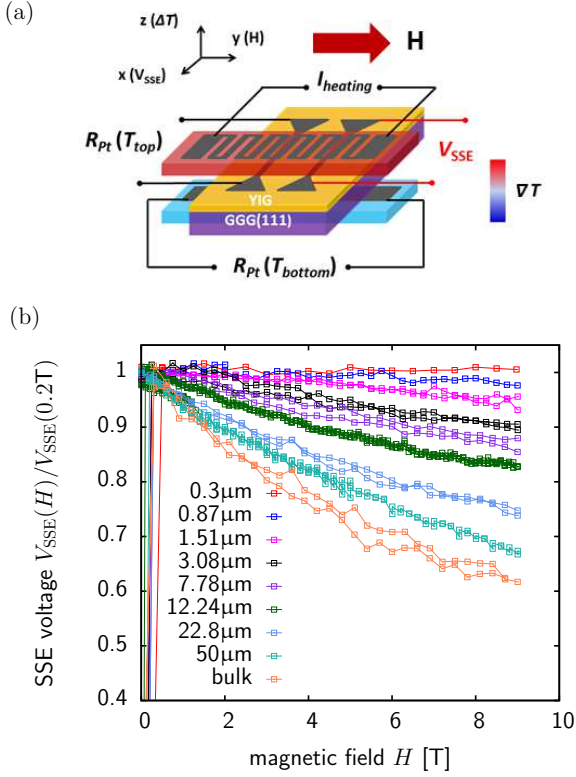 (a)
z (ΔT)
y (H)
x (V_SSE)
H
I_heating
R_Pt (T_top)
V_SSE
∇T
YIG
GGG(111)
R_Pt (T_bottom)
(b)
SSE voltage V_SSE(H)/V_SSE(0.2T)
1
0.9
0.8
0.7
0.6
0.5
0.4
0.3μm
0.87μm
1.51μm
3.08μm
7.78μm
12.24μm
22.8μm
50μm
bulk
0 2 4 6 8 10
magnetic field H [T]